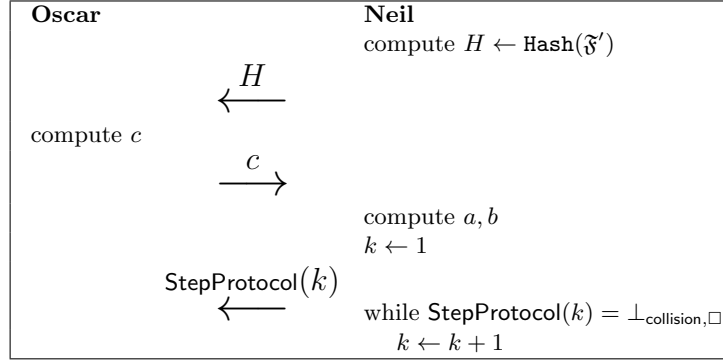 Oscar Neil
compute H ← Hash(𝔉′)
H
←
compute c
c
→
compute a, b
k ← 1
StepProtocol(k)
←
while StepProtocol(k) = ⊥collision,□
k ← k + 1